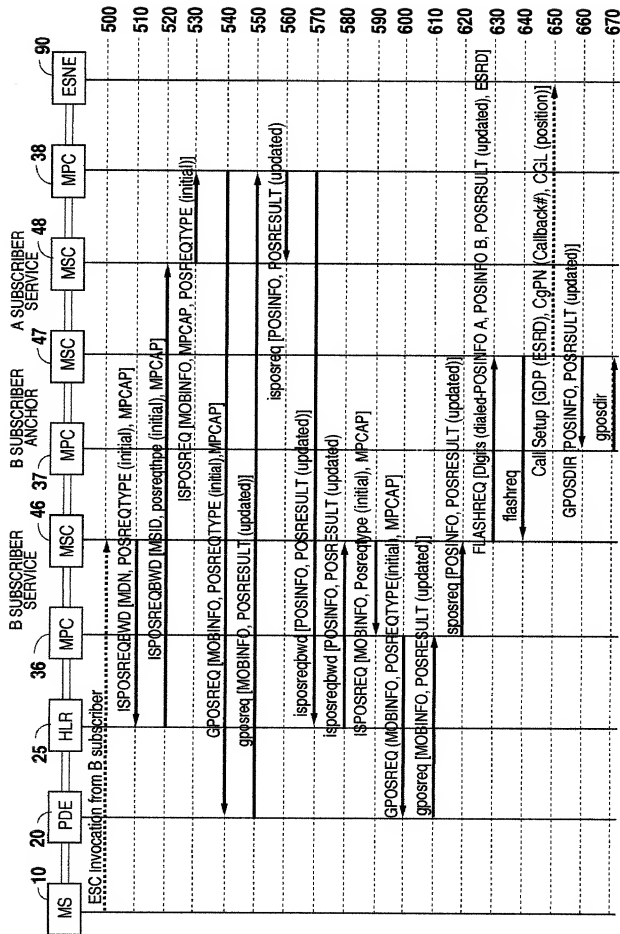 B SUBSCRIBER SERVICE
B SUBSCRIBER ANCHOR
A SUBSCRIBER SERVICE
10
20
25
36
46
37
47
48
38
90
MS
PDE
HLR
MPC
MSC
MPC
MSC
MSC
MPC
ESNE
500
ESC Invocation from B subscriber
510
ISPOSREQBWD [MDN, POSREQTYPE (initial), MPCAP]
520
ISPOSREQBWD [MSID, posreqthpe (initial), MPCAP]
530
ISPOSREQ [MOBINFO, MPCAP, POSREQTYPE (initial)]
540
GPOSREQ [MOBINFO, POSREQTYPE (initial),MPCAP]
550
gposreq [MOBINFO, POSRESULT (updated)]
560
isposreq [POSINFO, POSRESULT (updated)
570
isposreqbwd [POSINFO, POSRESULT (updated)]
580
isposreqbwd [POSINFO, POSRESULT (updated)
590
ISPOSREQ [MOBINFO, Posreqtype (initial), MPCAP]
600
GPOSREQ (MOBINFO, POSREQTYPE(initial), MPCAP]
610
gposreq [MOBINFO, POSRESULT (updated)]
620
sposreq [POSINFO, POSRESULT (updated)]
630
FLASHREQ [Digits (dialed-POSINFO A, POSINFO B, POSRSULT (updated), ESRD]
640
flashreq
650
Call Setup [GDP (ESRD), CgPN (Callback#), CGL (position)]
660
GPOSDIR [POSINFO, POSRSULT (updated)]
670
gposdir